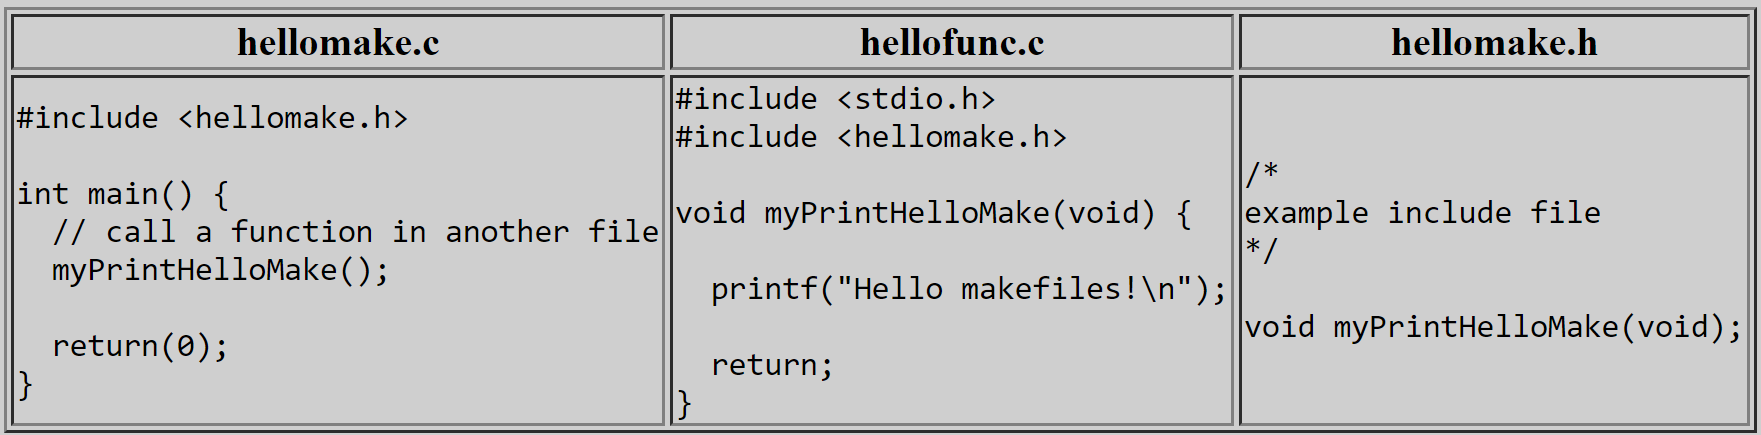 hellomake.c
#include <hellomake.h>
int main() {
  // call a function in another file
  myPrintHelloMake();
  return(0);
}
hellofunc.c
#include <stdio.h>
#include <hellomake.h>
void myPrintHelloMake(void) {
  printf("Hello makefiles!\n");
  return;
}
hellomake.h
/*
example include file
*/
void myPrintHelloMake(void);